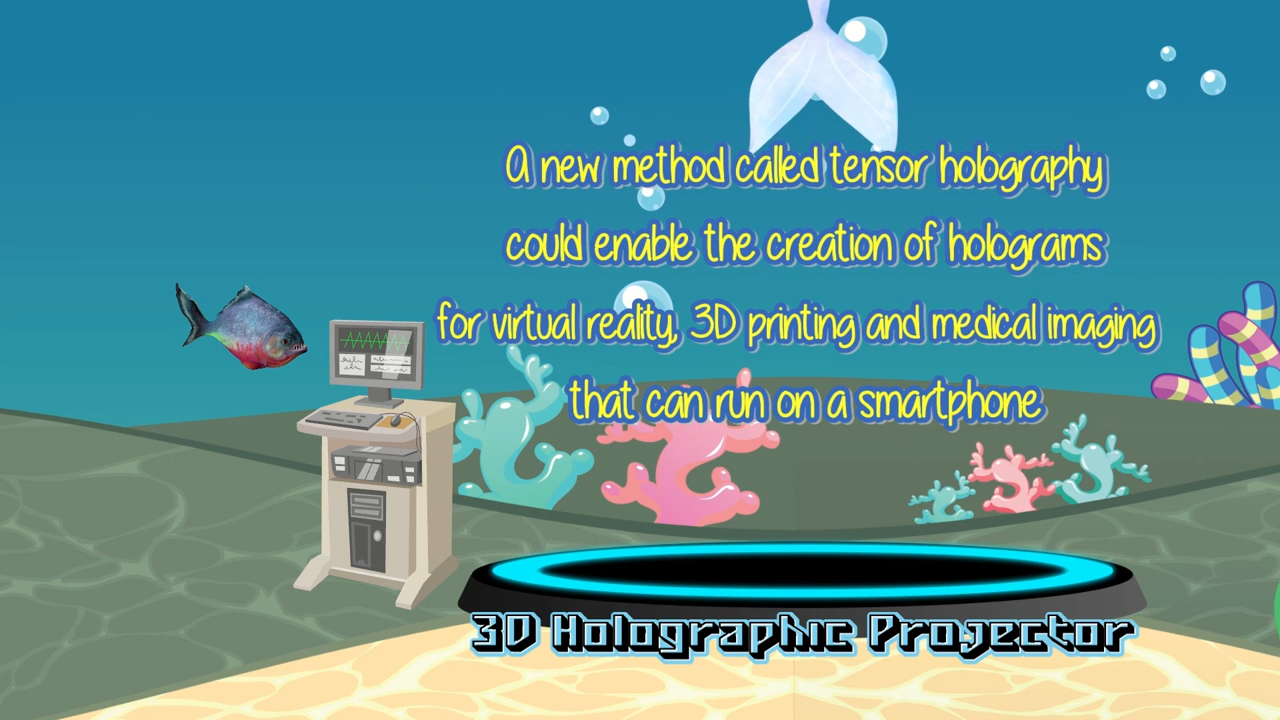 A new method called tensor holography
could enable the creation of holograms
for virtual reality, 3D printing and medical imaging
that can run on a smartphone
3D Holographic Projector